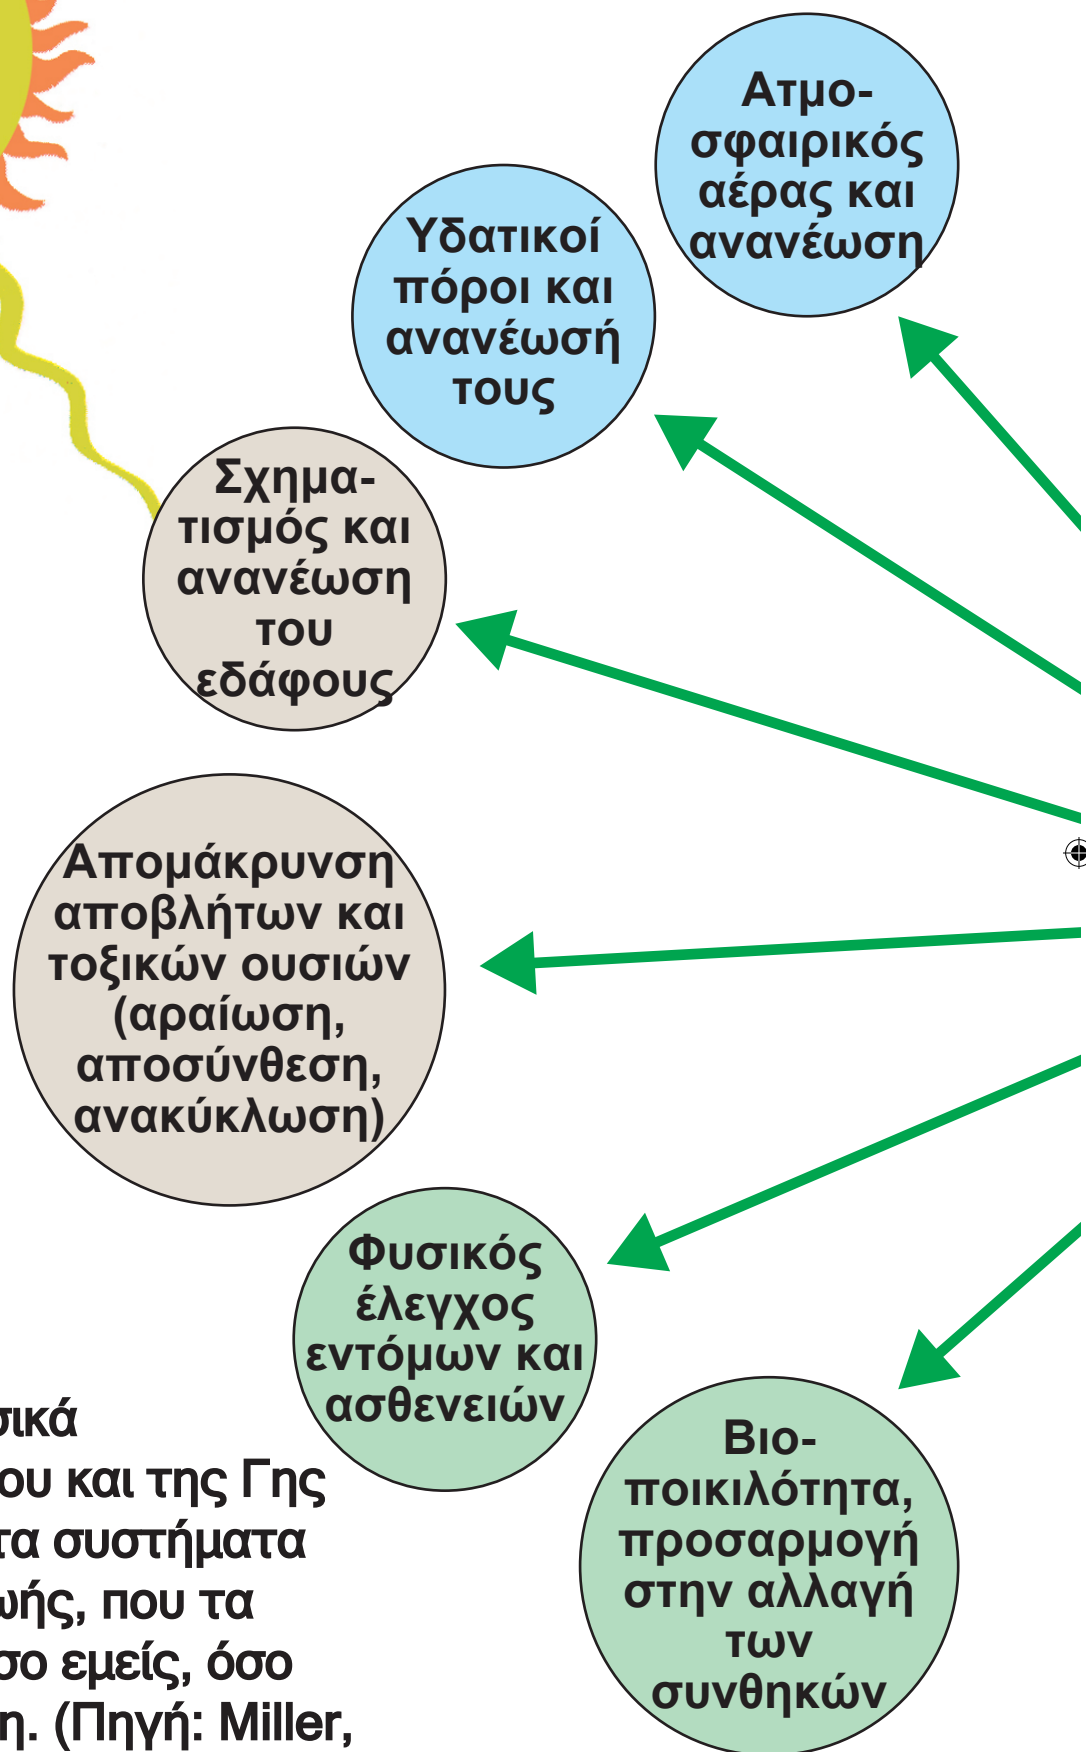 Ατμο-
σφαιρικός
αέρας και
ανανέωση
Υδατικοί
πόροι και
ανανέωσή
τους
Σχημα-
τισμός και
ανανέωση
του
εδάφους
Απομάκρυνση
αποβλήτων και
τοξικών ουσιών
(αραίωση,
αποσύνθεση,
ανακύκλωση)
Φυσικός
έλεγχος
εντόμων και
ασθενειών
Βιο-
ποικιλότητα,
προσαρμογή
στην αλλαγή
των
συνθηκών
σικά
ου και της Γης
τα συστήματα
ωής, που τα
σο εμείς, όσο
η. (Πηγή: Miller,